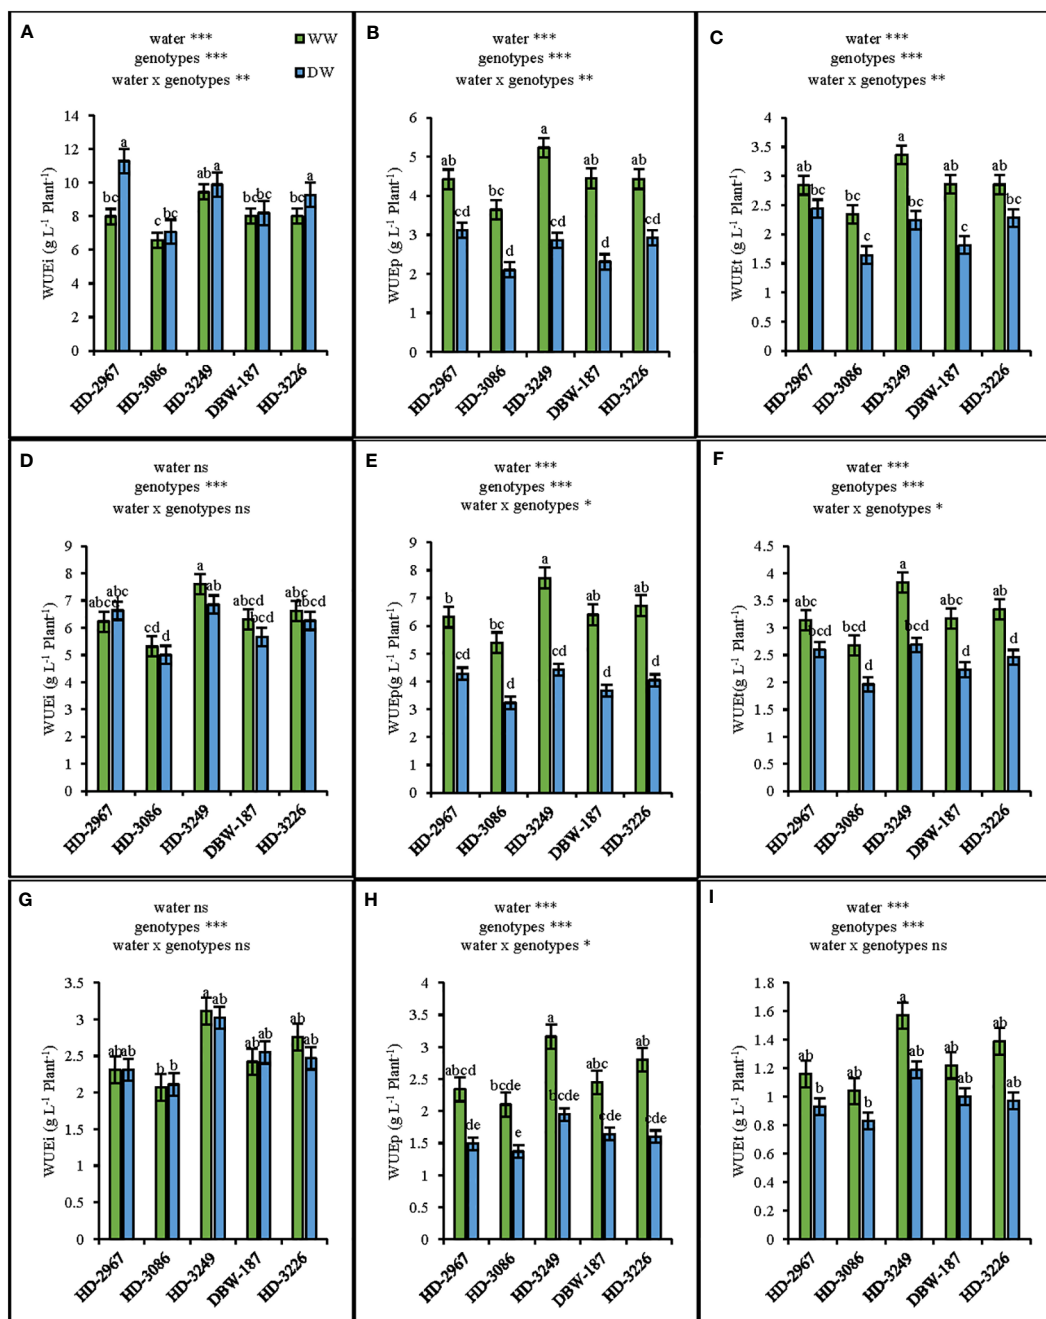 A
water ***
genotypes ***
water x genotypes **
WW
DW
WUEi (g L⁻¹ Plant⁻¹)
14
12
10
8
6
4
2
0
bc a c bc ab a bc bc bc a
HD-2967 HD-3086 HD-3249 DBW-187 HD-3226
B
water ***
genotypes ***
water x genotypes **
WUEp (g L⁻¹ Plant⁻¹)
6
5
4
3
2
1
0
ab cd bc d a cd ab d ab cd
HD-2967 HD-3086 HD-3249 DBW-187 HD-3226
C
water ***
genotypes ***
water x genotypes **
WUEt (g L⁻¹ Plant⁻¹)
4
3.5
3
2.5
2
1.5
1
0.5
0
ab bc bc c a bc ab c ab bc
HD-2967 HD-3086 HD-3249 DBW-187 HD-3226
D
water ns
genotypes ***
water x genotypes ns
WUEi (g L⁻¹ Plant⁻¹)
9
8
7
6
5
4
3
2
1
0
abcd abc cd d a ab abcd bcd abc abcd
HD-2967 HD-3086 HD-3249 DBW-187 HD-3226
E
water ***
genotypes ***
water x genotypes *
WUEp(g L⁻¹ Plant⁻¹)
9
8
7
6
5
4
3
2
1
0
b cd bc d a cd ab d ab d
HD-2967 HD-3086 HD-3249 DBW-187 HD-3226
F
water ***
genotypes ***
water x genotypes *
WUEt(g L⁻¹ Plant⁻¹)
4.5
4
3.5
3
2.5
2
1.5
1
0.5
0
abc bcd bcd d a bcd abc d ab d
HD-2967 HD-3086 HD-3249 DBW-187 HD-3226
G
water ns
genotypes ***
water x genotypes ns
WUEi (g L⁻¹ Plant⁻¹)
3.5
3
2.5
2
1.5
1
0.5
0
ab ab b b a ab ab ab ab ab
HD-2967 HD-3086 HD-3249 DBW-187 HD-3226
H
water ***
genotypes ***
water x genotypes *
WUEp (g L⁻¹ Plant⁻¹)
4
3.5
3
2.5
2
1.5
1
0.5
0
abcd de bcde e a bcde abc cde ab cde
HD-2967 HD-3086 HD-3249 DBW-187 HD-3226
I
water ***
genotypes ***
water x genotypes ns
WUEt (g L⁻¹ Plant⁻¹)
1.8
1.6
1.4
1.2
1
0.8
0.6
0.4
0.2
0
ab b ab b a ab ab ab ab ab
HD-2967 HD-3086 HD-3249 DBW-187 HD-3226